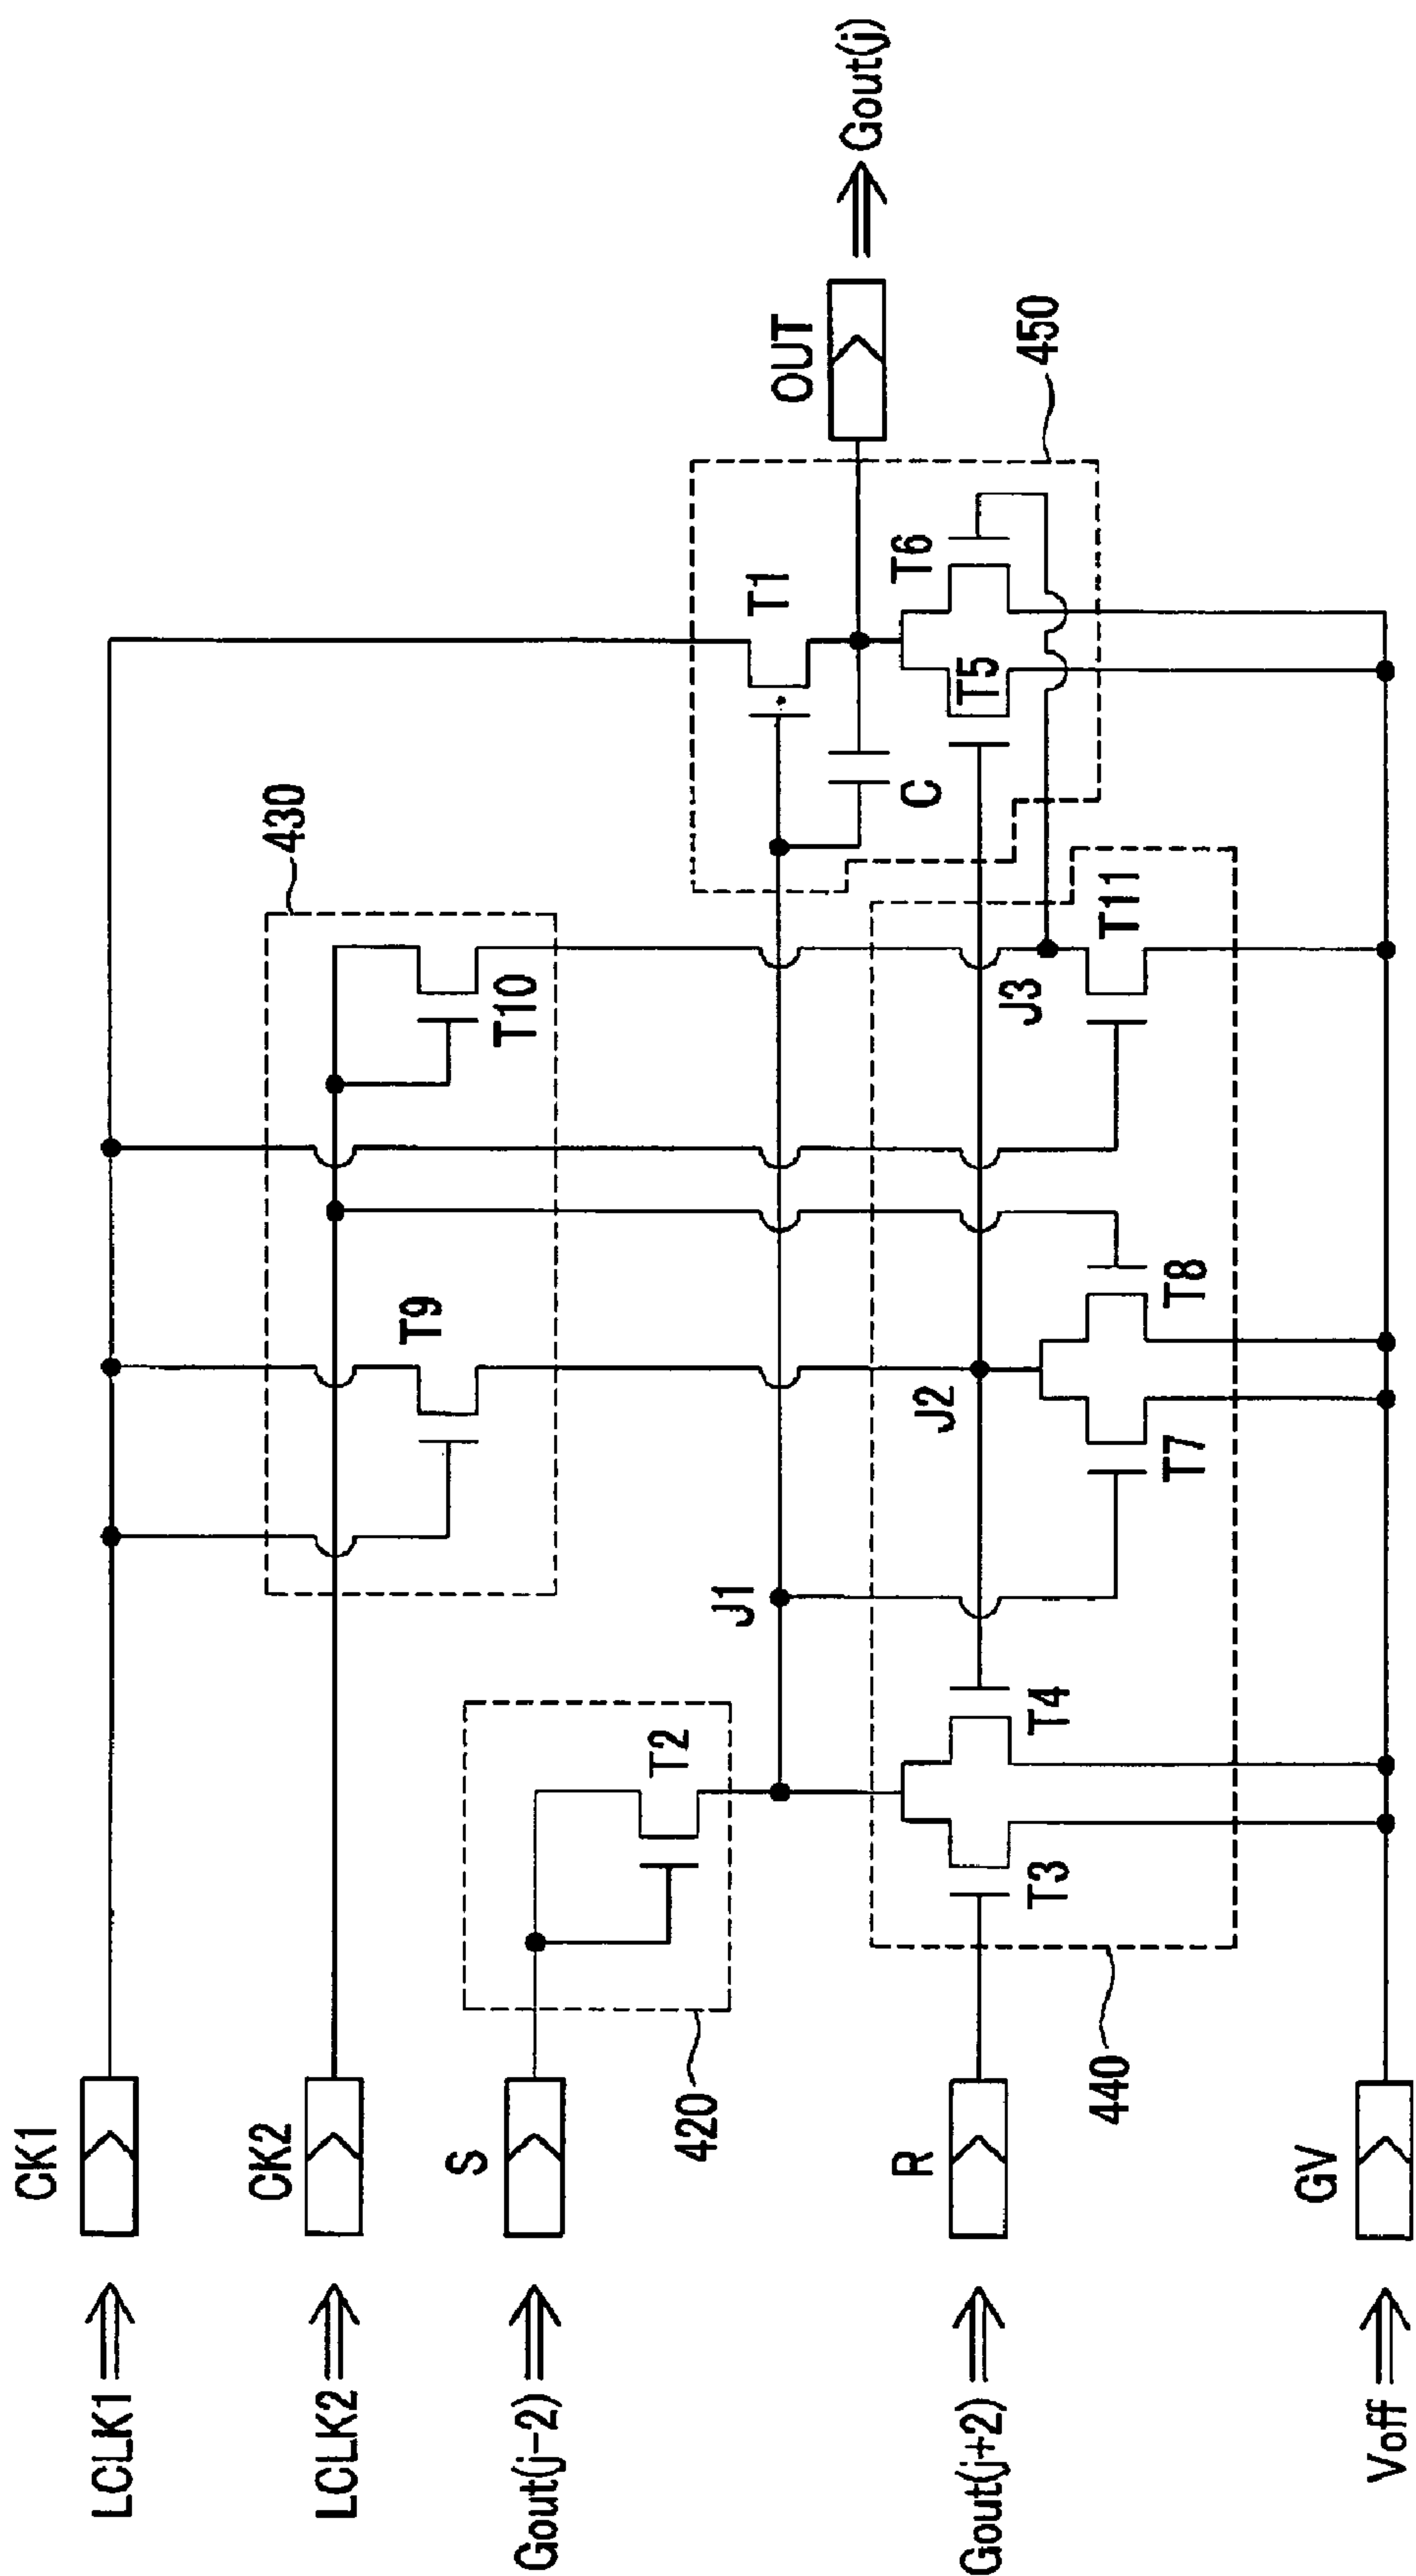 LCLK1
CK1
LCLK2
CK2
430
T9
T10
Gout(j-2)
S
420
T2
J1
T1
C
OUT
Gout(j)
Gout(j+2)
R
T3
T4
J2
J3
T5
T6
450
440
T7
T8
T11
Voff
GV